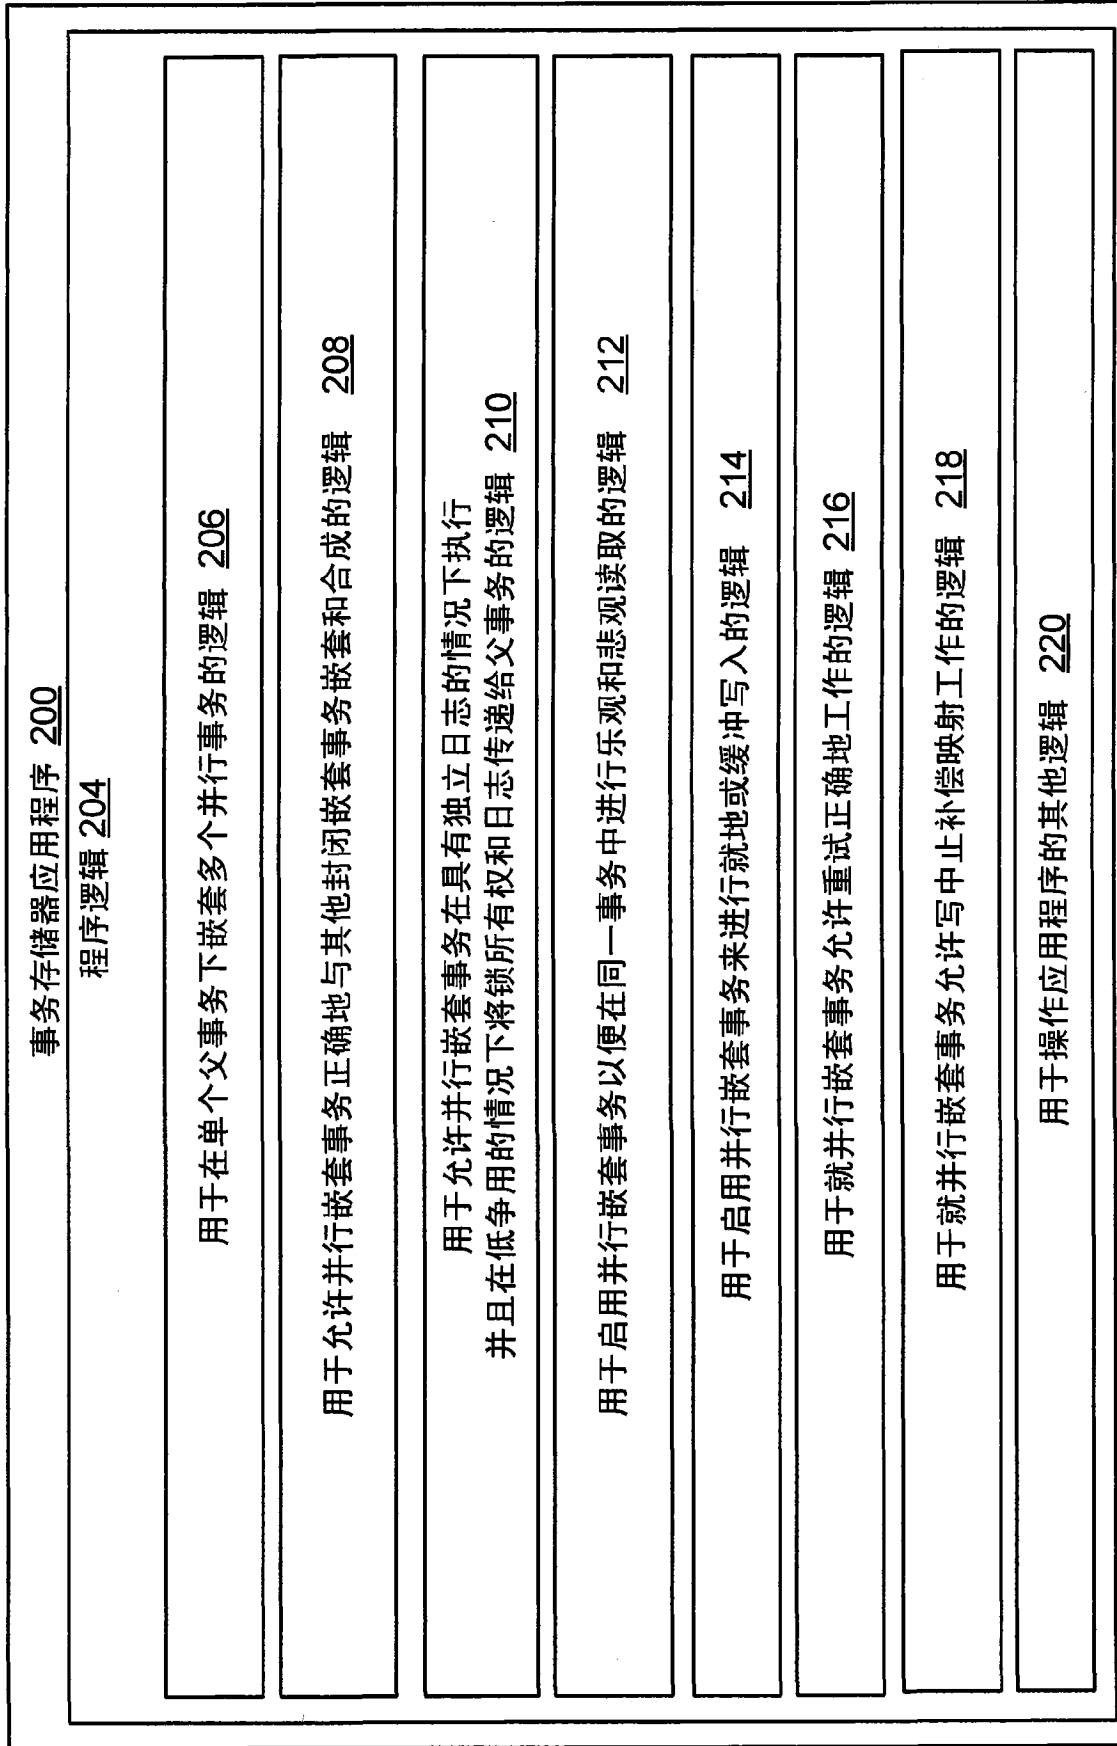 事务存储器应用程序 200
程序逻辑 204
用于在单个父事务下嵌套多个并行事务的逻辑 206
用于允许并行嵌套事务正确地与其他封闭嵌套事务嵌套和合成的逻辑 208
用于允许并行嵌套事务在具有独立日志的情况下执行
并且在低争用的情况下将锁所有权和日志传递给父事务的逻辑 210
用于启用并行嵌套事务以便在同一事务中进行乐观和悲观读取的逻辑 212
用于启用并行嵌套事务来进行就地或缓冲写入的逻辑 214
用于就并行嵌套事务允许重试正确地工作的逻辑 216
用于就并行嵌套事务允许写中止补偿映射工作的逻辑 218
用于操作应用程序的其他逻辑 220